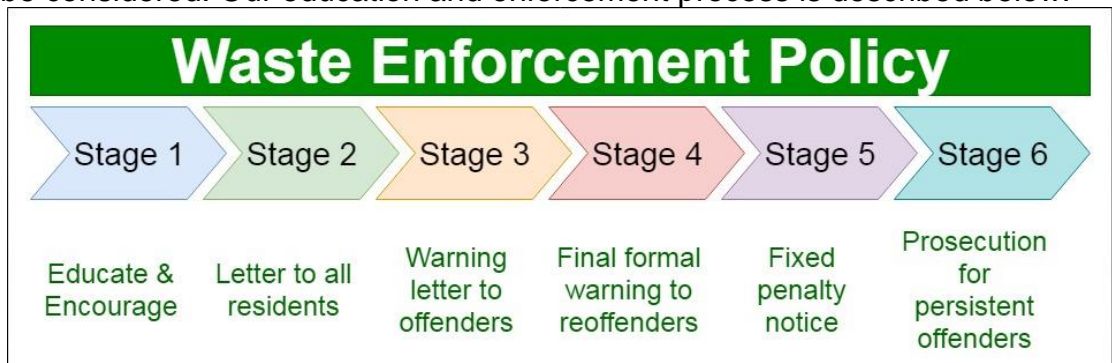 be considered. Our education and enforcement process is described below.
Waste Enforcement Policy
Stage 1
Stage 2
Stage 3
Stage 4
Stage 5
Stage 6
Educate &
Encourage
Letter to all
residents
Warning
letter to
offenders
Final formal
warning to
reoffenders
Fixed
penalty
notice
Prosecution
for
persistent
offenders